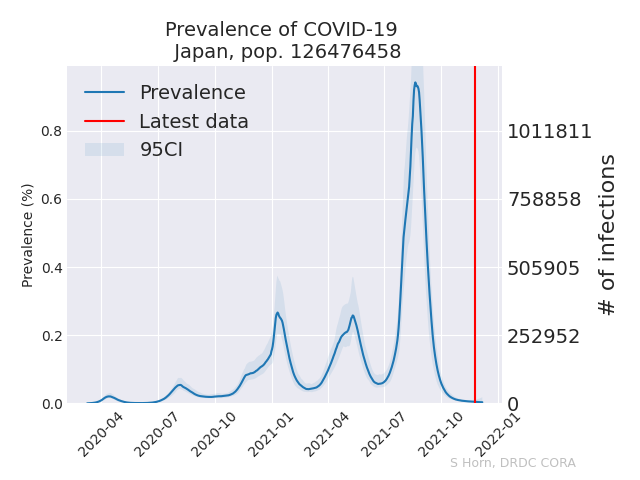 Prevalence of COVID-19
Japan, pop. 126476458
Prevalence
Latest data
95CI
Prevalence (%)
0.8
0.6
0.4
0.2
0.0
1011811
758858
505905
252952
0
# of infections
2020-04
2020-07
2020-10
2021-01
2021-04
2021-07
2021-10
2022-01
S Horn, DRDC CORA